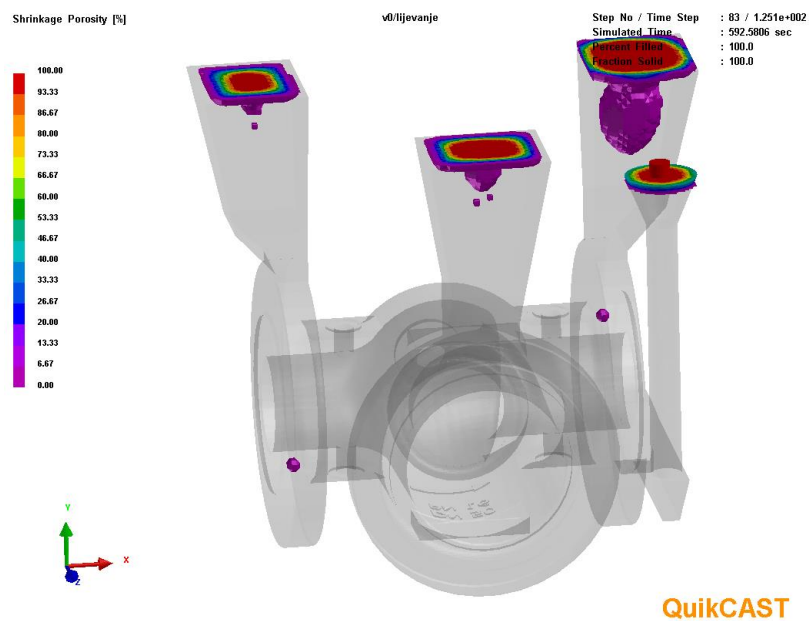 Shrinkage Porosity [%]
v0/lijevanje
Step No / Time Step : 83 / 1.251e+002
Simulated Time : 592.5806 sec
Percent Filled : 100.0
Fraction Solid : 100.0
100.00
93.33
86.67
80.00
73.33
66.67
60.00
53.33
46.67
40.00
33.33
26.67
20.00
13.33
6.67
0.00
Y
X
Z
QuikCAST